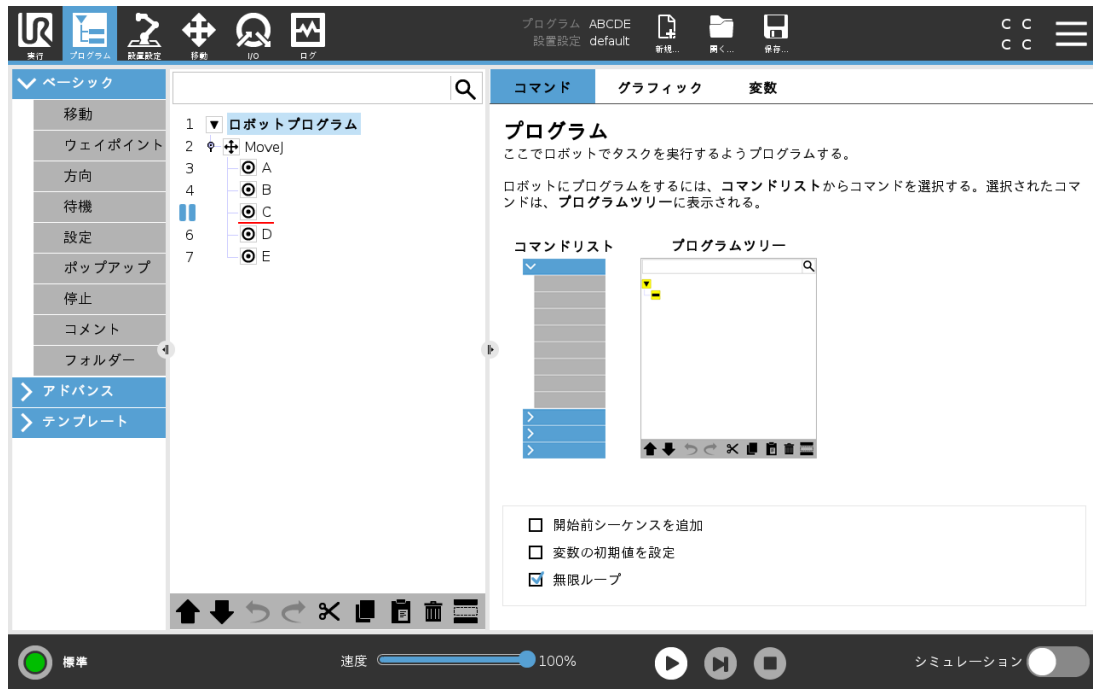 実行
プログラム
設置設定
移動
I/O
ログ
プログラム ABCDE
設置設定 default
新規...
開く...
保存...
C C
C C
ベーシック
移動
ウェイポイント
方向
待機
設定
ポップアップ
停止
コメント
フォルダー
アドバンス
テンプレート
1 ロボットプログラム
2 MoveJ
3 A
4 B
C
6 D
7 E
コマンド グラフィック 変数
プログラム
ここでロボットでタスクを実行するようプログラムする。
ロボットにプログラムをするには、コマンドリストからコマンドを選択する。選択されたコマ
ンドは、プログラムツリーに表示される。
コマンドリスト プログラムツリー
開始前シーケンスを追加
変数の初期値を設定
無限ループ
標準
速度 100%
シミュレーション